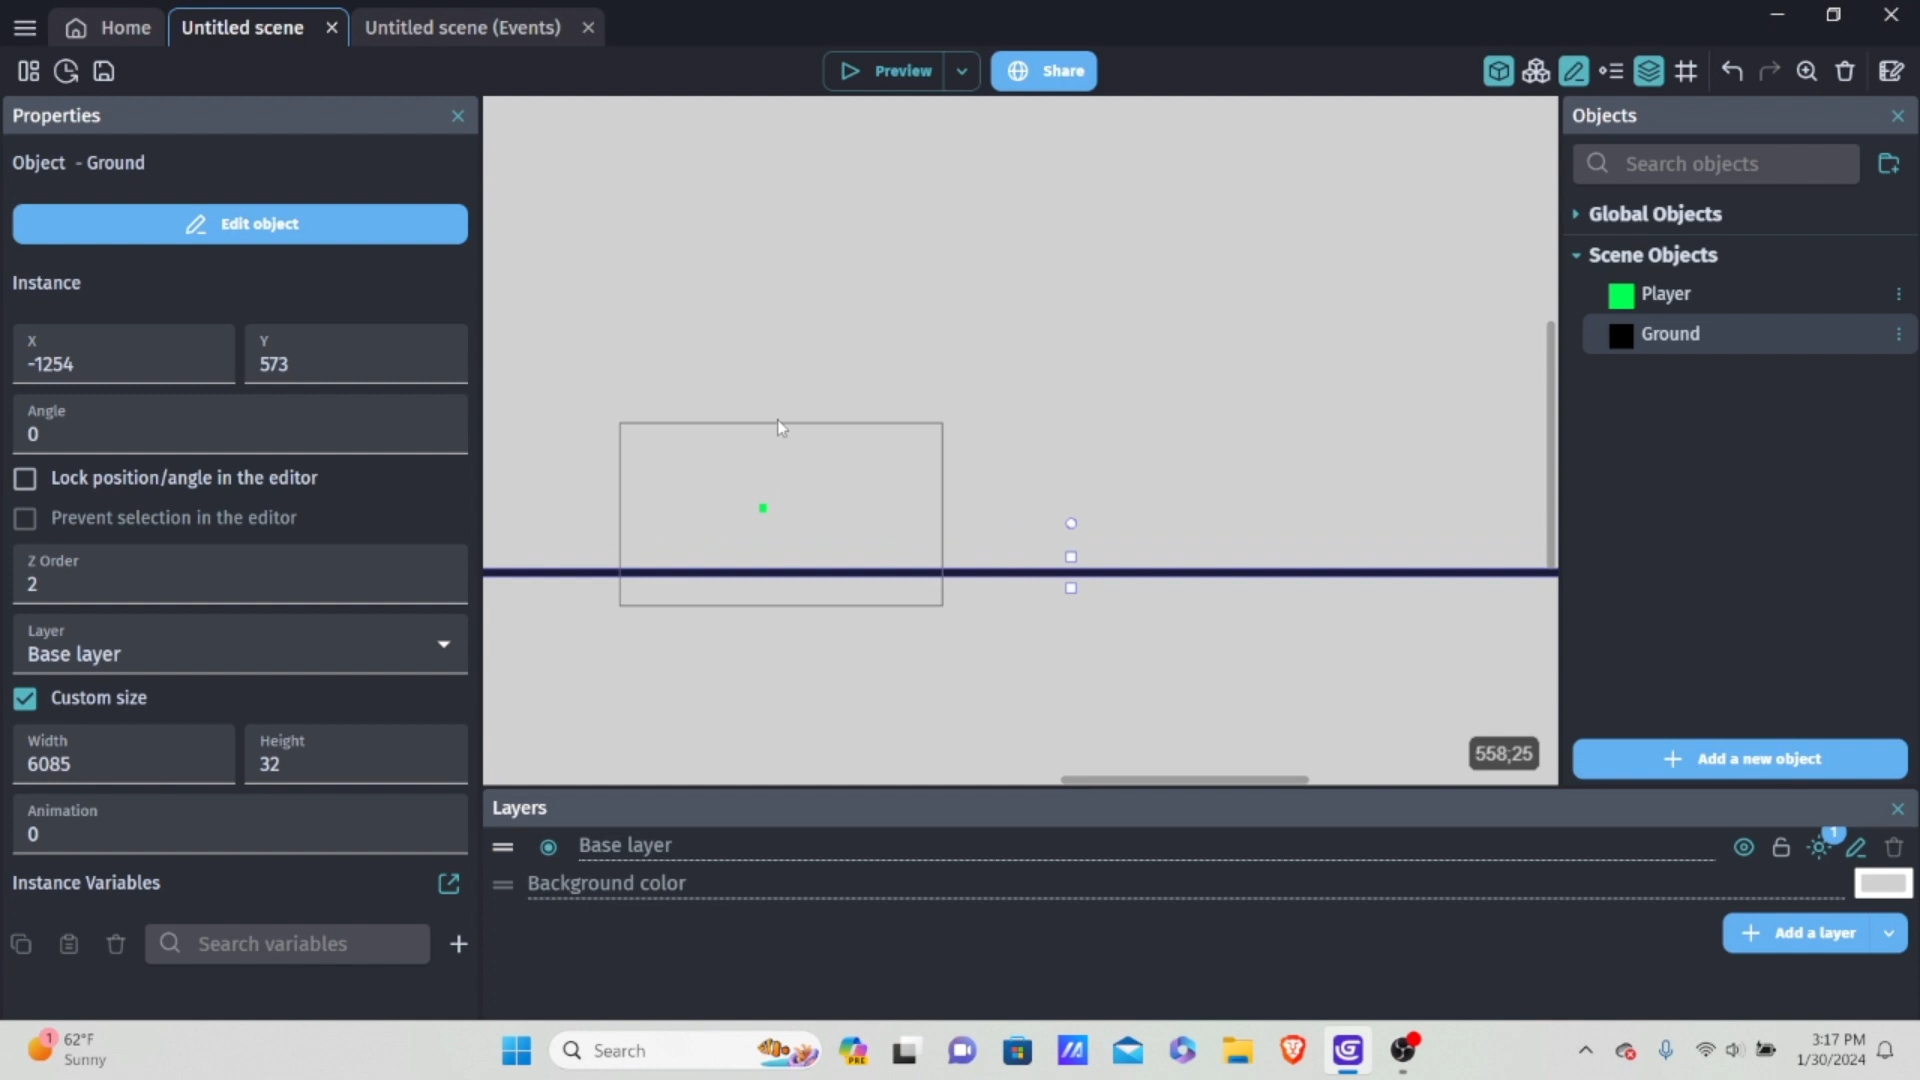 Home
Untitled scene
Untitled scene (Events)
Preview
Share
Properties
Object - Ground
Edit object
Instance
X
-1254
Y
573
Angle
0
Lock position/angle in the editor
Prevent selection in the editor
Z Order
2
Layer
Base layer
Custom size
Width
6085
Height
32
Animation
0
Instance Variables
Search variables
558;25
Objects
Search objects
Global Objects
Scene Objects
Player
Ground
Add a new object
Layers
Base layer
1
Background color
Add a layer
1
62°F
Sunny
Search
PRE
3:17 PM
1/30/2024